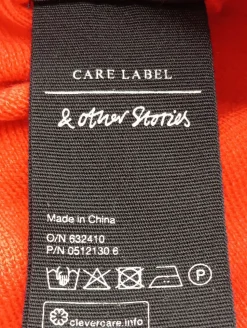 CARE LABEL
& Other Stories
Made in China
O/N 632410
P/N 0512130 6
P
clevercare.info